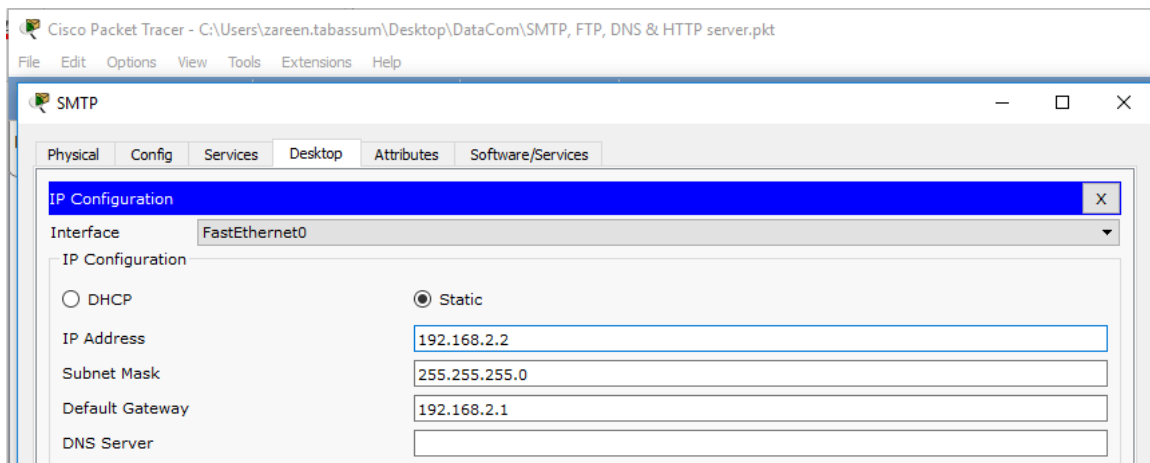 Cisco Packet Tracer - C:\Users\zareen.tabassum\Desktop\DataCom\SMTP, FTP, DNS & HTTP server.pkt
File Edit Options View Tools Extensions Help
SMTP
Physical Config Services Desktop Attributes Software/Services
IP Configuration X
Interface FastEthernet0
IP Configuration
DHCP Static
IP Address 192.168.2.2
Subnet Mask 255.255.255.0
Default Gateway 192.168.2.1
DNS Server